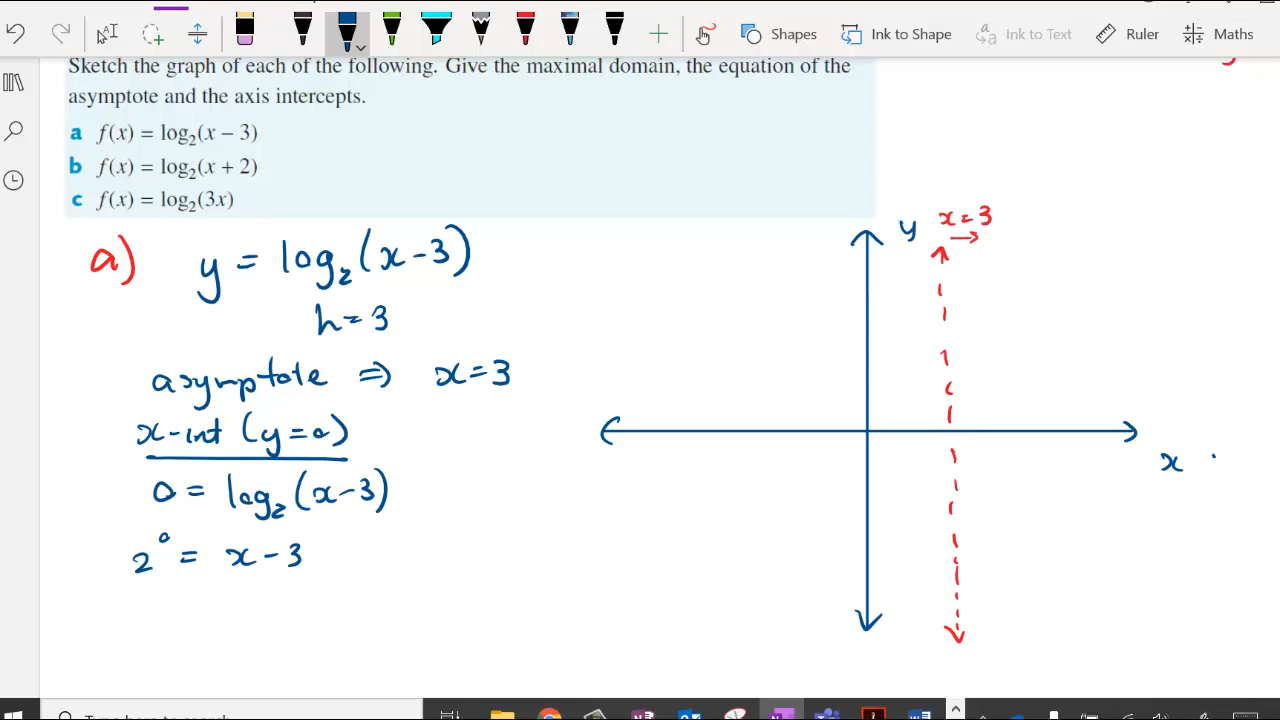 Shapes Ink to Shape Ink to Text Ruler Maths
Sketch the graph of each of the following. Give the maximal domain, the equation of the
asymptote and the axis intercepts.
a f(x) = log₂(x − 3)
b f(x) = log₂(x + 2)
c f(x) = log₂(3x)
a) y = log₂(x-3)
h=3
asymptote ⇒ x=3
x-int (y=0)
0 = log₂(x-3)
2⁰ = x-3
y x=3
x